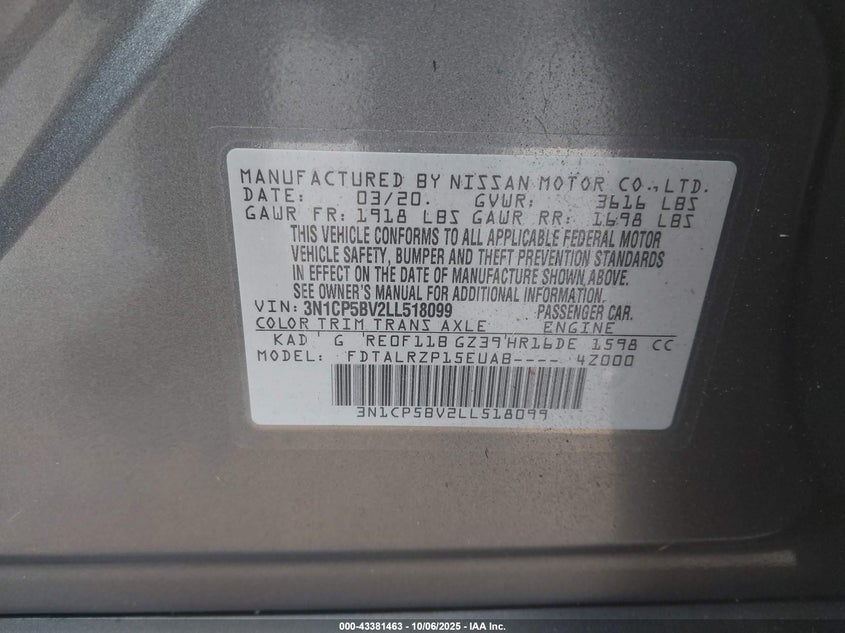 MANUFACTURED BY NISSAN MOTOR CO.,LTD.
DATE: 03/20. GVWR: 3616 LBS
GAWR FR: 1918 LBS GAWR RR: 1698 LBS
THIS VEHICLE CONFORMS TO ALL APPLICABLE FEDERAL MOTOR
VEHICLE SAFETY, BUMPER AND THEFT PREVENTION STANDARDS
IN EFFECT ON THE DATE OF MANUFACTURE SHOWN ABOVE.
SEE OWNER'S MANUAL FOR ADDITIONAL INFORMATION.
VIN: 3N1CP5BV2LL518099 PASSENGER CAR.
COLOR TRIM TRANS AXLE ENGINE
KAD G RE0F11B GZ39 HR16DE 1598 CC
MODEL: FDTALRZP15EUAB---- 4Z000
3N1CP5BV2LL518099
000-43381463 - 10/06/2025 - IAA Inc.